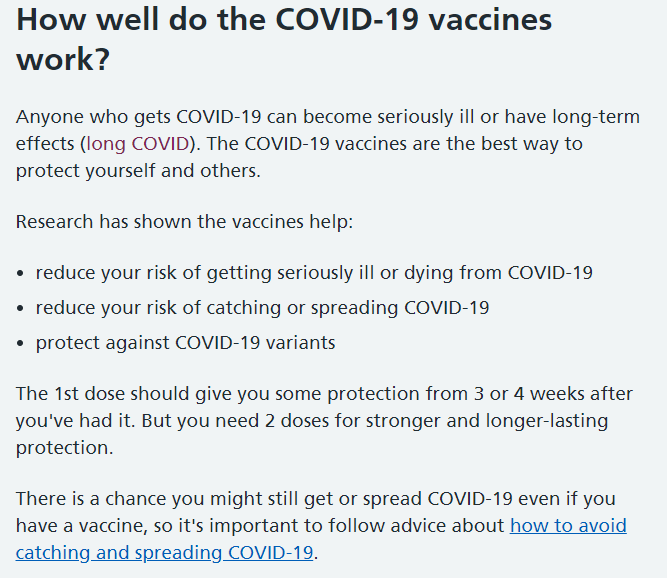 How well do the COVID-19 vaccines
work?
Anyone who gets COVID-19 can become seriously ill or have long-term
effects (long COVID). The COVID-19 vaccines are the best way to
protect yourself and others.
Research has shown the vaccines help:
• reduce your risk of getting seriously ill or dying from COVID-19
• reduce your risk of catching or spreading COVID-19
• protect against COVID-19 variants
The 1st dose should give you some protection from 3 or 4 weeks after
you've had it. But you need 2 doses for stronger and longer-lasting
protection.
There is a chance you might still get or spread COVID-19 even if you
have a vaccine, so it's important to follow advice about how to avoid
catching and spreading COVID-19.